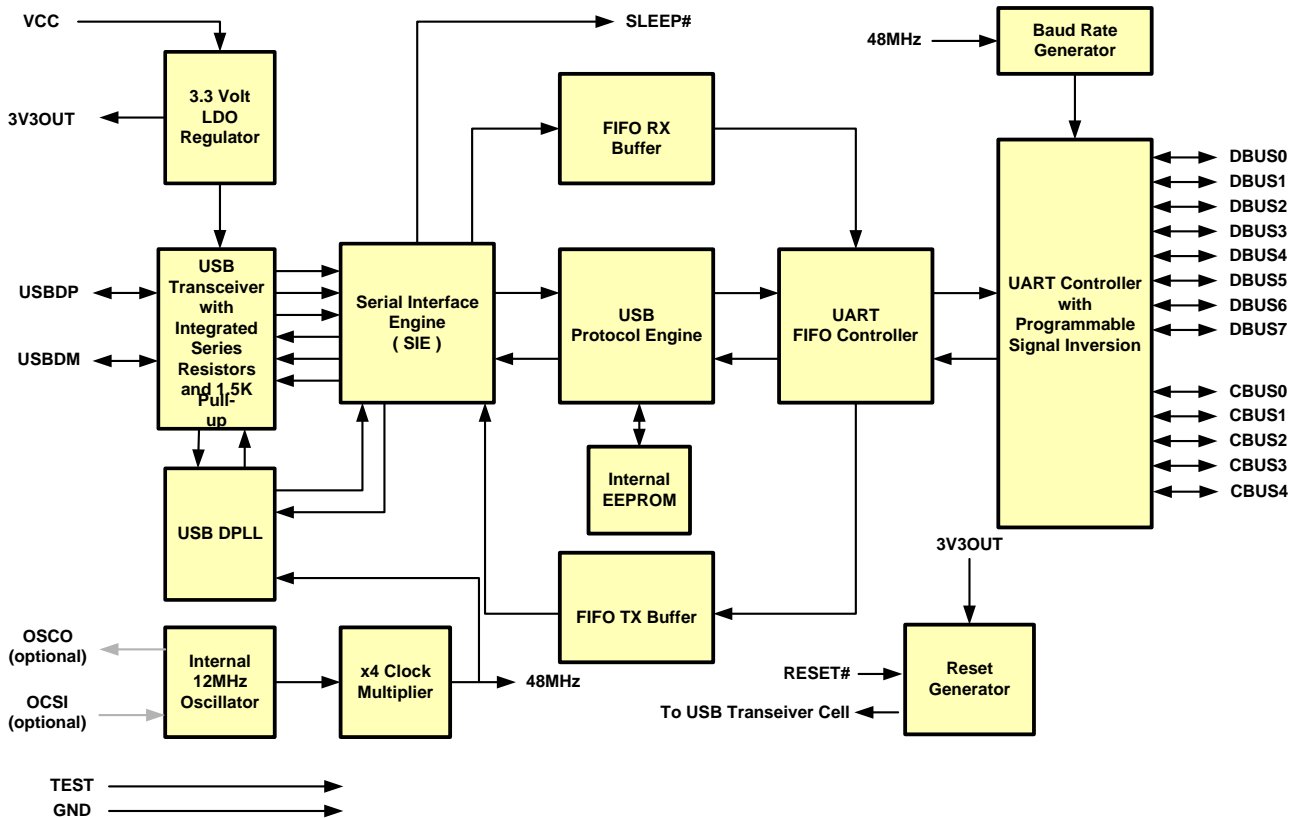 VCC
SLEEP#
48MHz
Baud Rate
Generator
3.3 Volt
LDO
Regulator
3V3OUT
FIFO RX
Buffer
DBUS0
DBUS1
DBUS2
DBUS3
DBUS4
DBUS5
DBUS6
DBUS7
USBDP
USBDM
USB
Transceiver
with
Integrated
Series
Resistors
and 1.5K
Pull-
up
Serial Interface
Engine
( SIE )
USB
Protocol Engine
UART
FIFO Controller
UART Controller
with
Programmable
Signal Inversion
CBUS0
CBUS1
CBUS2
CBUS3
CBUS4
Internal
EEPROM
USB DPLL
3V3OUT
FIFO TX Buffer
OSCO
(optional)
OCSI
(optional)
Internal
12MHz
Oscillator
x4 Clock
Multiplier
48MHz
RESET#
Reset
Generator
To USB Transeiver Cell
TEST
GND